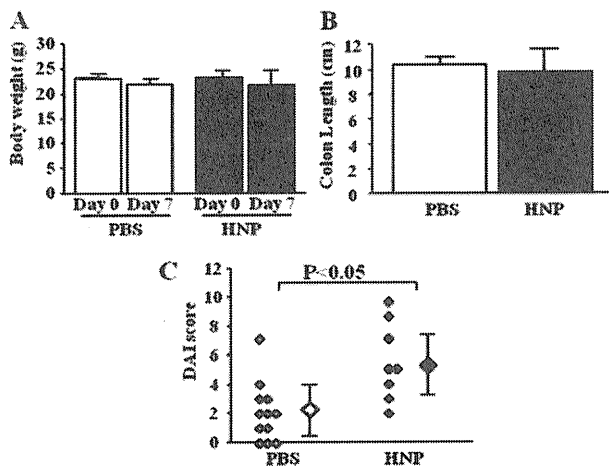 A
Body weight (g)
30
25
20
15
10
5
0
Day 0 Day 7 Day 0 Day 7
PBS HNP
B
Colon Length (cm)
12
10
8
6
4
2
0
PBS HNP
C
DAI score
12
10
8
6
4
2
0
P<0.05
PBS HNP